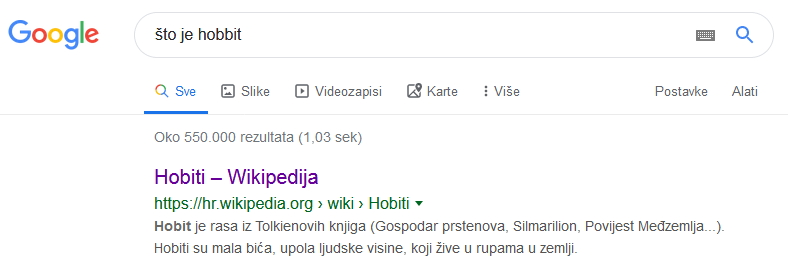 Google
što je hobbit
Sve Slike Videozapisi Karte Više Postavke Alati
Oko 550.000 rezultata (1,03 sek)
Hobiti – Wikipedija
https://hr.wikipedia.org › wiki › Hobiti
Hobit je rasa iz Tolkienovih knjiga (Gospodar prstenova, Silmarilion, Povijest Međzemlja...).
Hobiti su mala bića, upola ljudske visine, koji žive u rupama u zemlji.